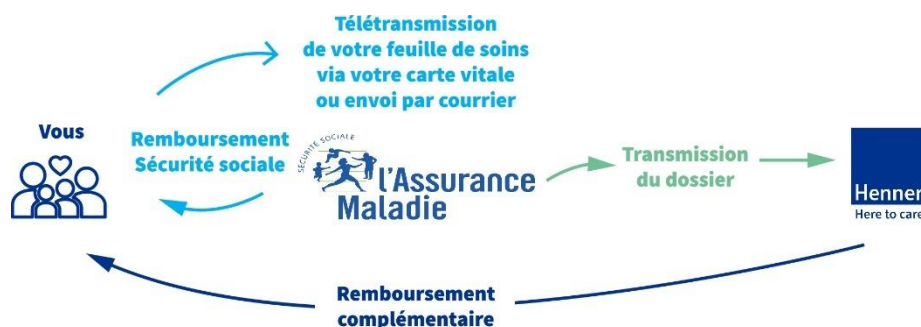 Télétransmission
de votre feuille de soins
via votre carte vitale
ou envoi par courrier
Vous
Remboursement
Sécurité sociale
SÉCURITÉ SOCIALE
l'Assurance
Maladie
Transmission
du dossier
Henner
Here to care
Remboursement
complémentaire